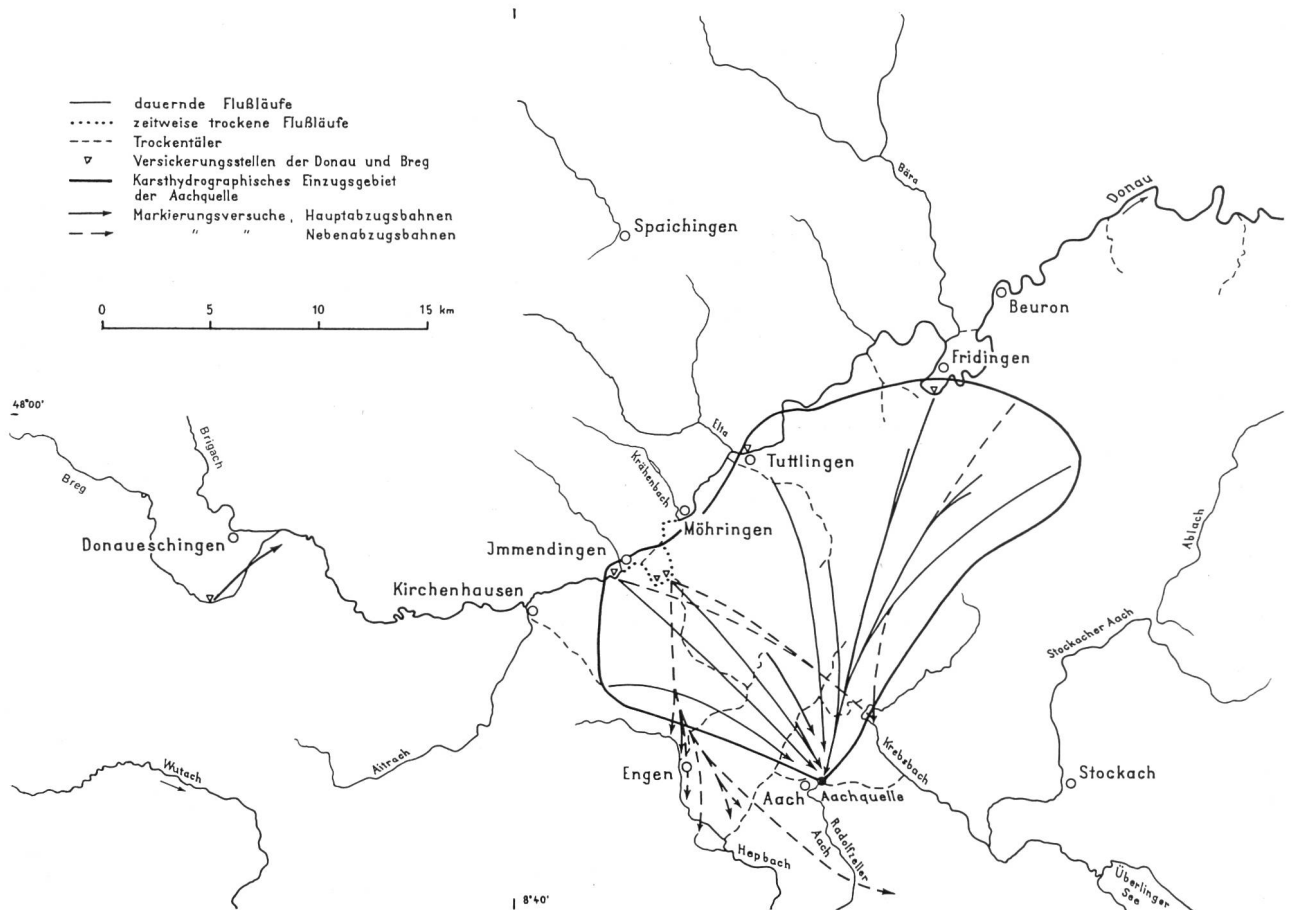 dauernde Flußläufe
zeitweise trockene Flußläufe
Trockentäler
Versickerungsstellen der Donau und Breg
Karsthydrographisches Einzugsgebiet
der Aachquelle
Markierungsversuche, Hauptabzugsbahnen
" " Nebenabzugsbahnen
0 5 10 15 km
Bära
Donau
Spaichingen
Beuron
Fridingen
48°00'
Brigach
Breg
Elta
Krähenbach
Tuttlingen
Donaueschingen
Möhringen
Jmmendingen
Kirchenhausen
Ablach
Stockacher Aach
Aitrach
Wutach
Engen
Krebsbach
Stockach
Aach
Aachquelle
Radolfzeller
Aach
Hepbach
Überlinger
See
8°40'